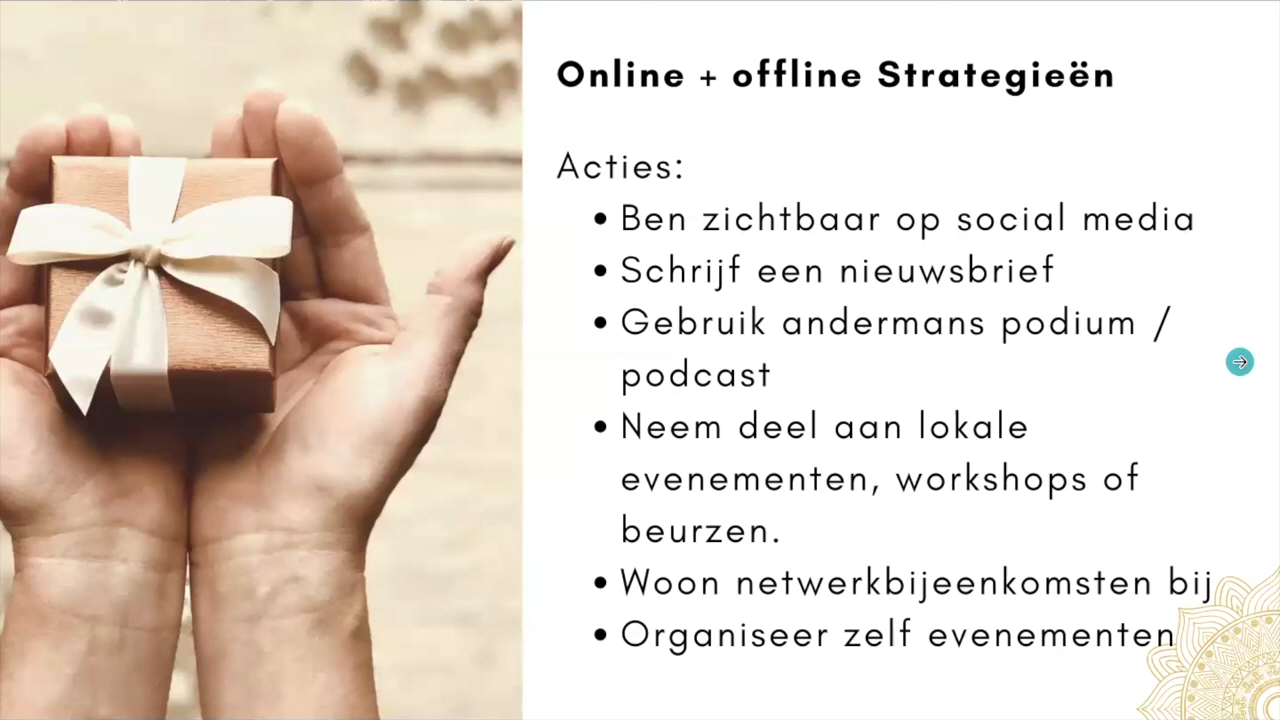 Online + offline Strategieën
Acties:
• Ben zichtbaar op social media
• Schrijf een nieuwsbrief
• Gebruik andermans podium /
podcast
• Neem deel aan lokale
evenementen, workshops of
beurzen.
• Woon netwerkbijeenkomsten bij
• Organiseer zelf evenementen